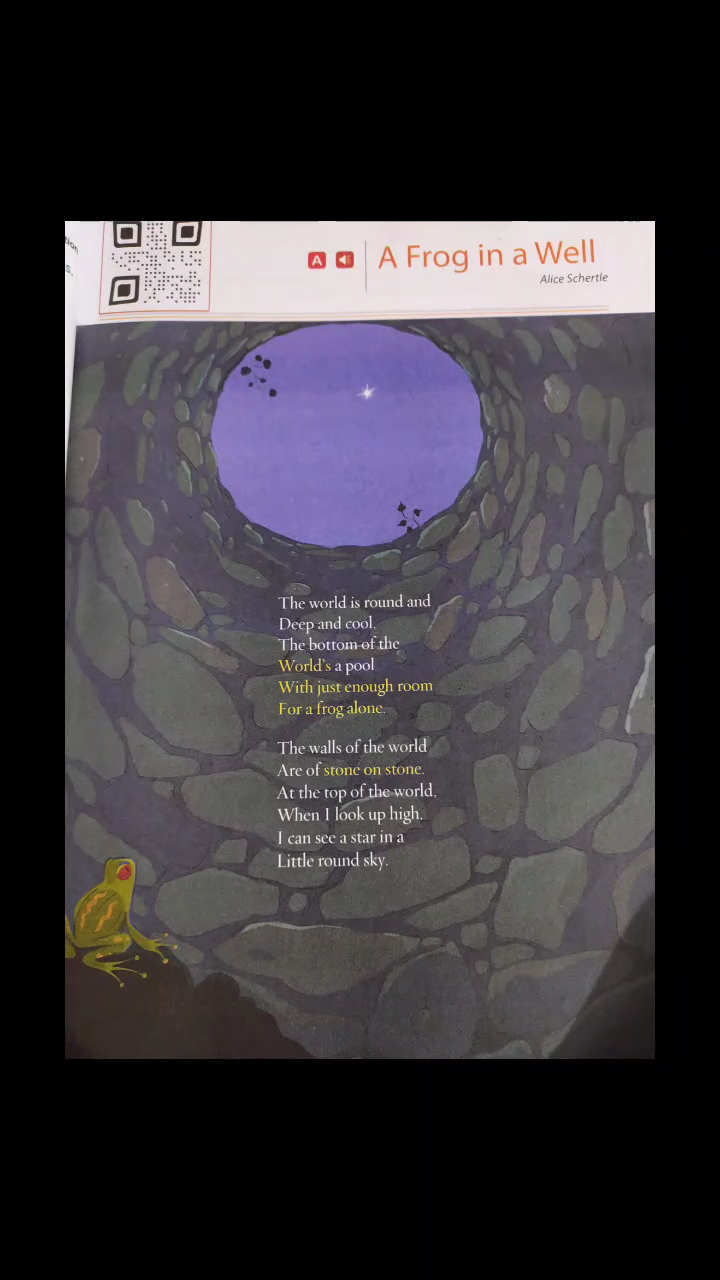 tion
s.
A
A Frog in a Well
Alice Schertle
The world is round and
Deep and cool.
The bottom of the
World's a pool
With just enough room
For a frog alone.
The walls of the world
Are of stone on stone.
At the top of the world,
When I look up high,
I can see a star in a
Little round sky.